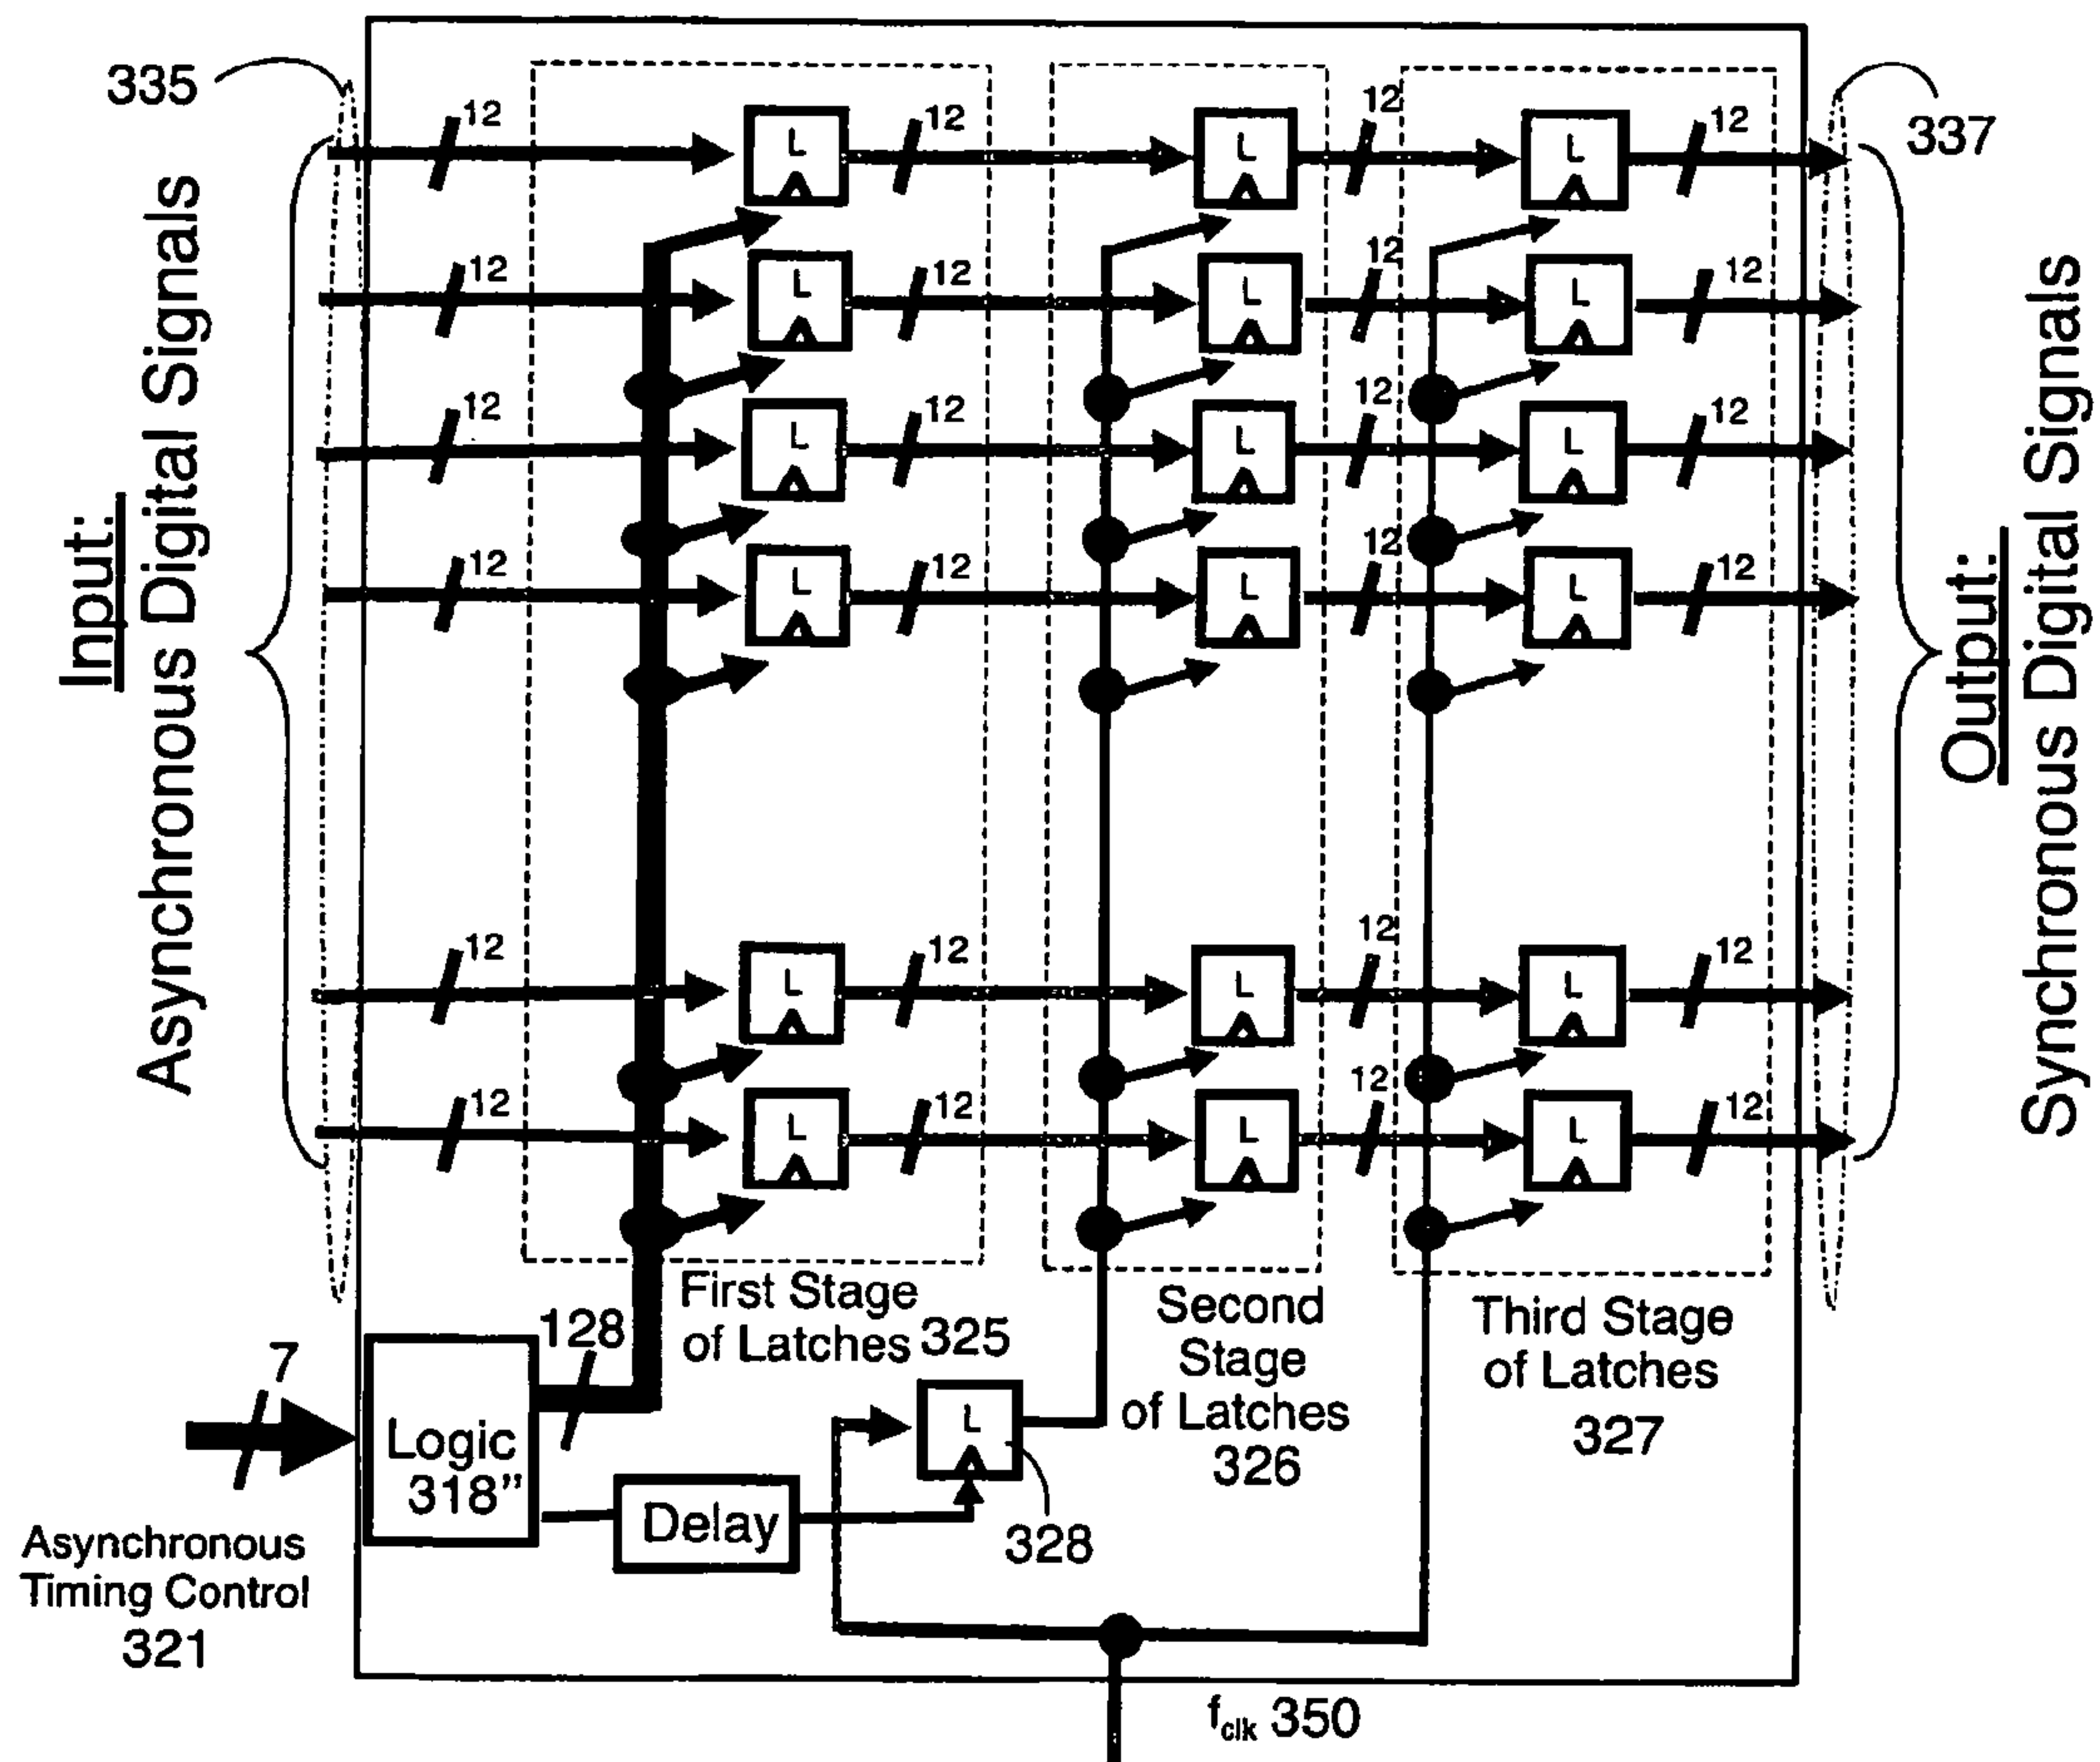 335
12
12
12
12
337
L
L
L
12
12
12
12
L
L
L
12
12
12
12
L
L
L
12
12
12
12
L
L
L
12
12
12
12
L
L
L
12
12
12
12
L
L
L
Input:
Asynchronous Digital Signals
Output:
Synchronous Digital Signals
First Stage
of Latches 325
Second
Stage
of Latches
326
Third Stage
of Latches
327
7
128
Logic
318”
L
Delay
328
Asynchronous
Timing Control
321
fclk 350